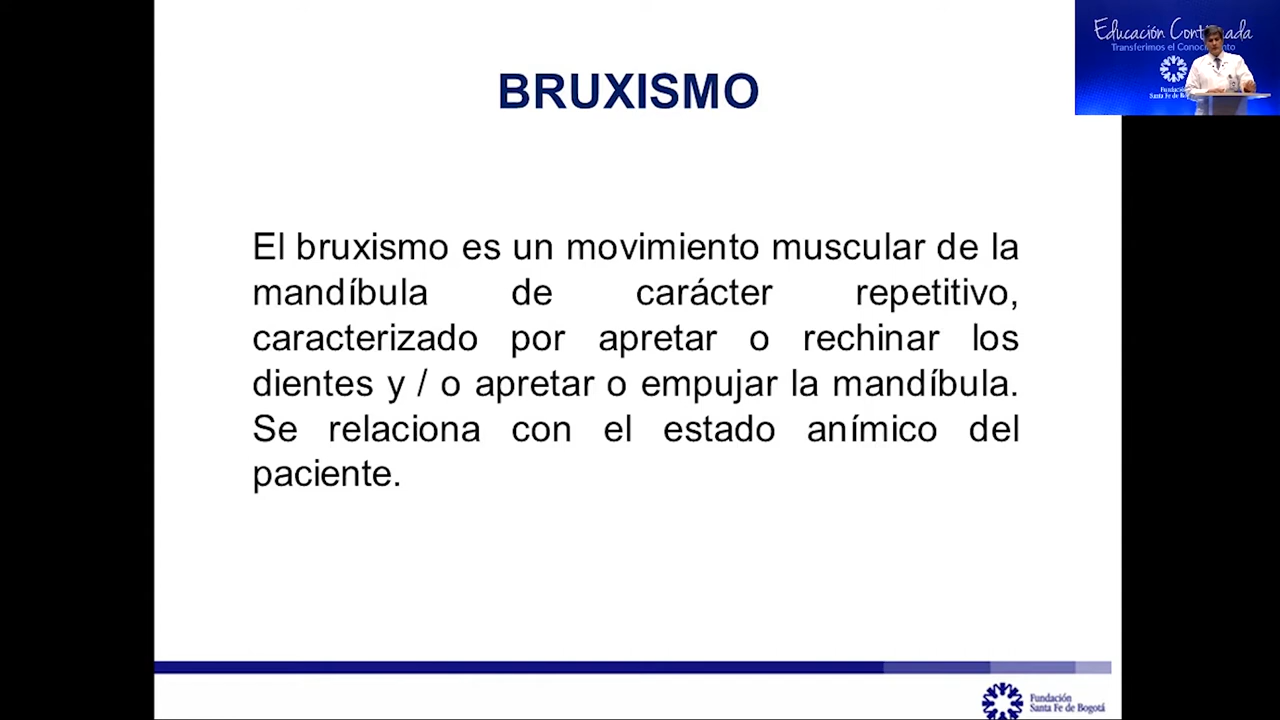 BRUXISMO
El bruxismo es un movimiento muscular de la
mandíbula de carácter repetitivo,
caracterizado por apretar o rechinar los
dientes y / o apretar o empujar la mandíbula.
Se relaciona con el estado anímico del
paciente.
Educación
Transferimos el
Fundación
Santa Fe de Bogotá